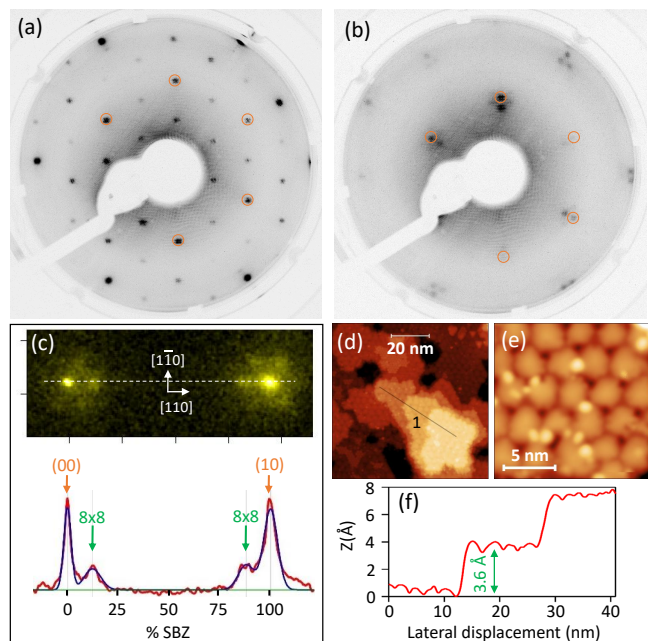 (a)
(b)
(c)
[11̄0]
[110]
(00)
(10)
8x8
8x8
0
25
50
75
100
% SBZ
(d)
20 nm
1
(e)
5 nm
(f)
8
6
4
2
0
Z(Å)
3.6 Å
0
10
20
30
40
Lateral displacement (nm)